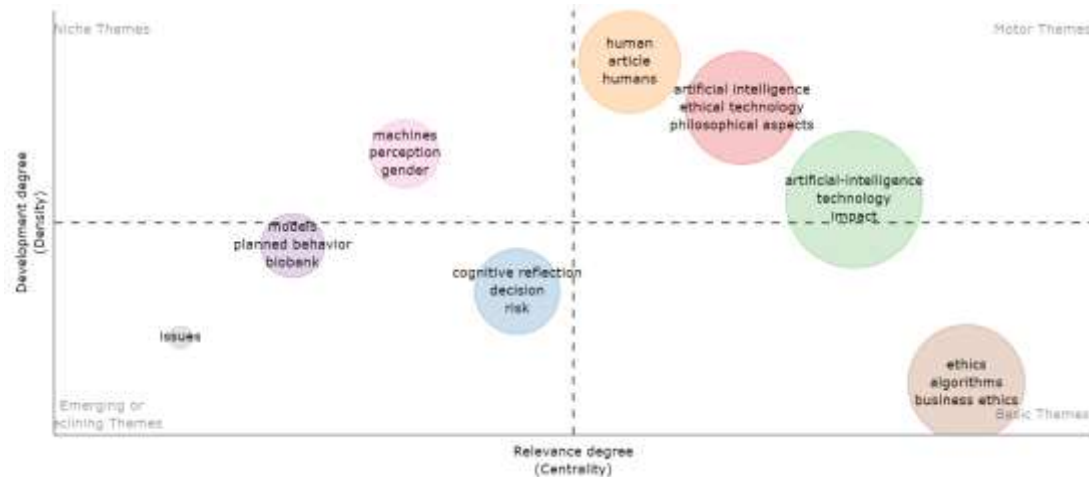 Niche Themes
Motor Themes
human
article
humans
artificial intelligence
ethical technology
philosophical aspects
machines
perception
gender
artificial-intelligence
technology
impact
models
planned behavior
biobank
cognitive reflection
decision
risk
issues
ethics
algorithms
business ethics
Emerging or
eclining Themes
Basic Themes
Development degree
(Density)
Relevance degree
(Centrality)